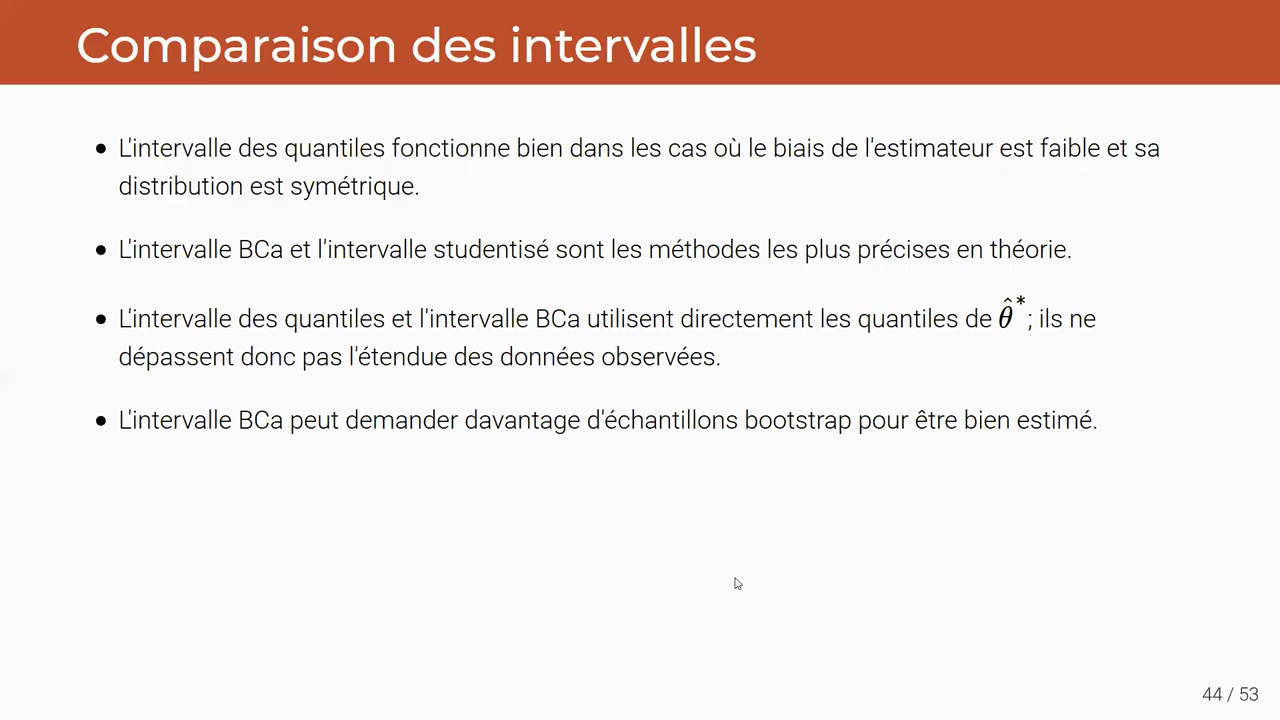 Comparaison des intervalles
• L'intervalle des quantiles fonctionne bien dans les cas où le biais de l'estimateur est faible et sa
distribution est symétrique.
• L'intervalle BCa et l'intervalle studentisé sont les méthodes les plus précises en théorie.
• L'intervalle des quantiles et l'intervalle BCa utilisent directement les quantiles de θ̂*; ils ne
dépassent donc pas l'étendue des données observées.
• L'intervalle BCa peut demander davantage d'échantillons bootstrap pour être bien estimé.
44 / 53